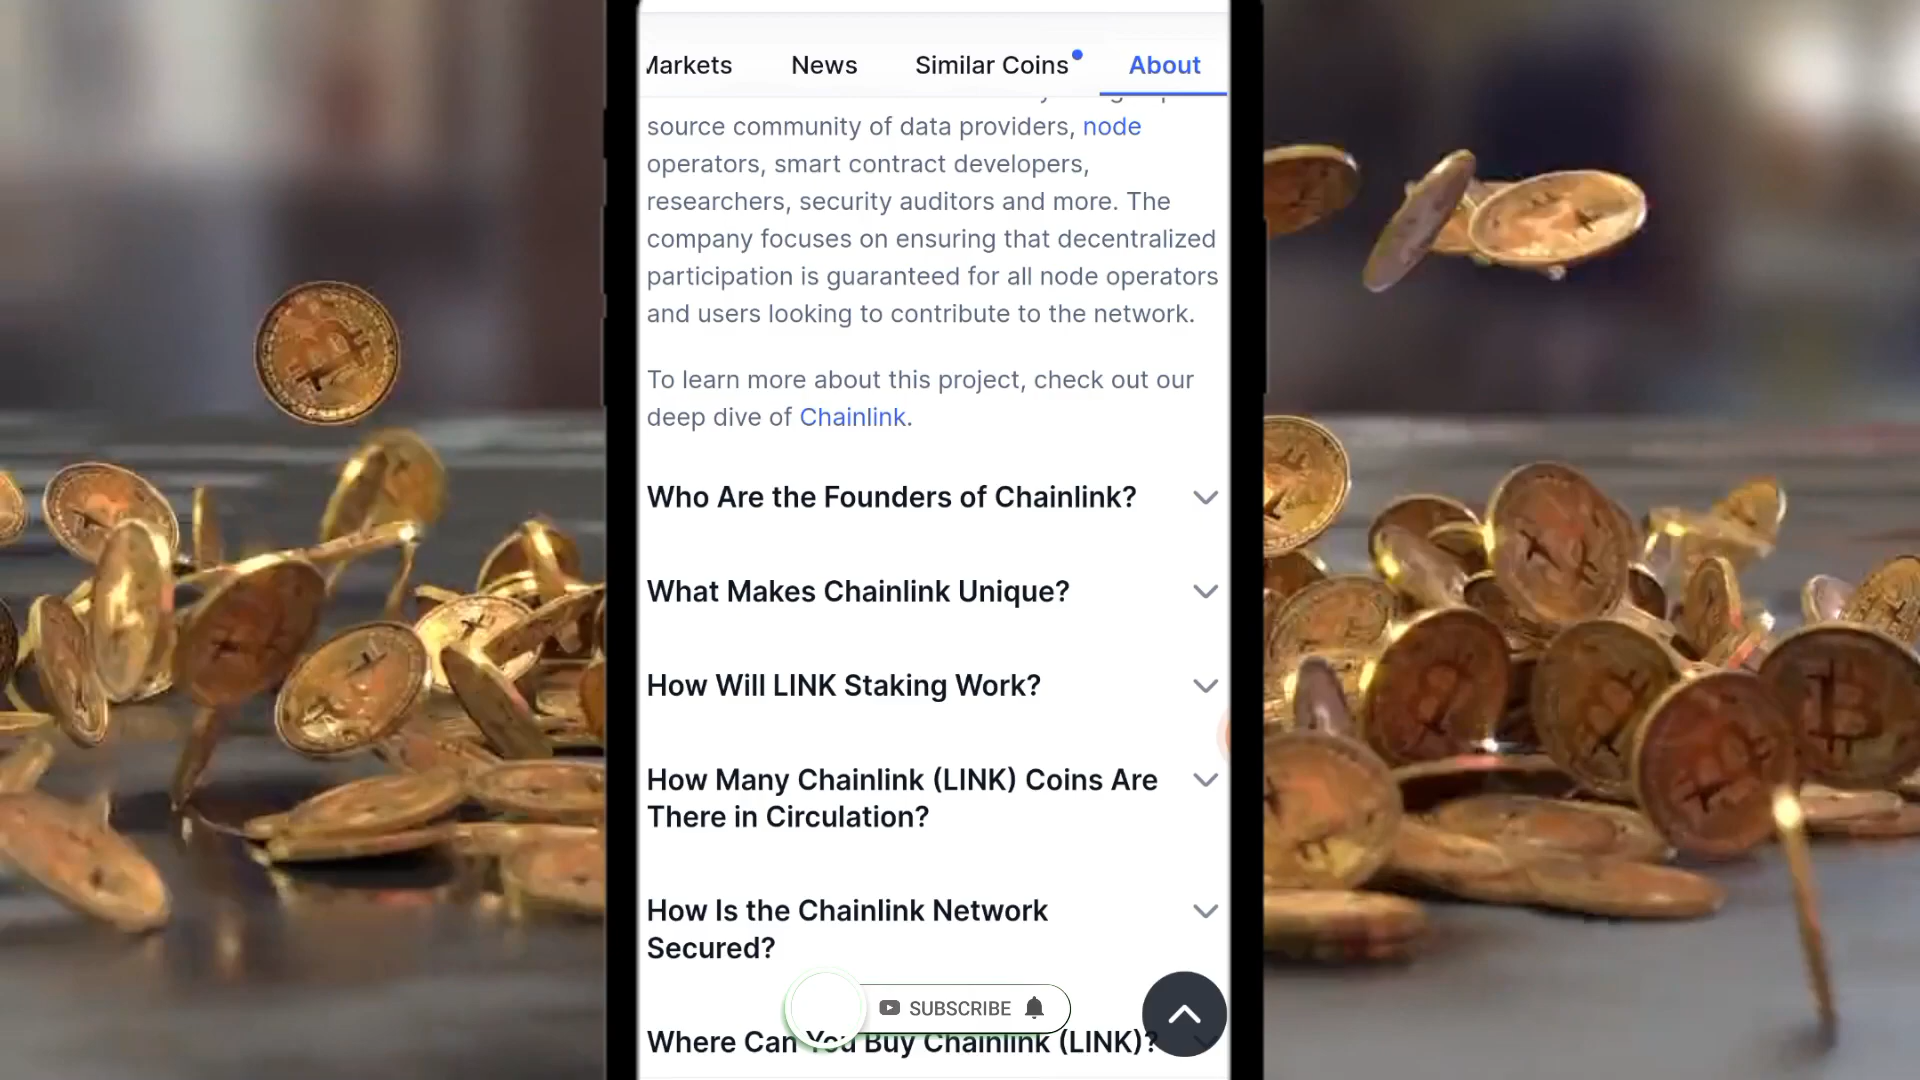 Markets News Similar Coins About
source community of data providers, node
operators, smart contract developers,
researchers, security auditors and more. The
company focuses on ensuring that decentralized
participation is guaranteed for all node operators
and users looking to contribute to the network.
To learn more about this project, check out our
deep dive of Chainlink.
Who Are the Founders of Chainlink?
What Makes Chainlink Unique?
How Will LINK Staking Work?
How Many Chainlink (LINK) Coins Are
There in Circulation?
How Is the Chainlink Network
Secured?
SUBSCRIBE
Where Can You Buy Chainlink (LINK)?